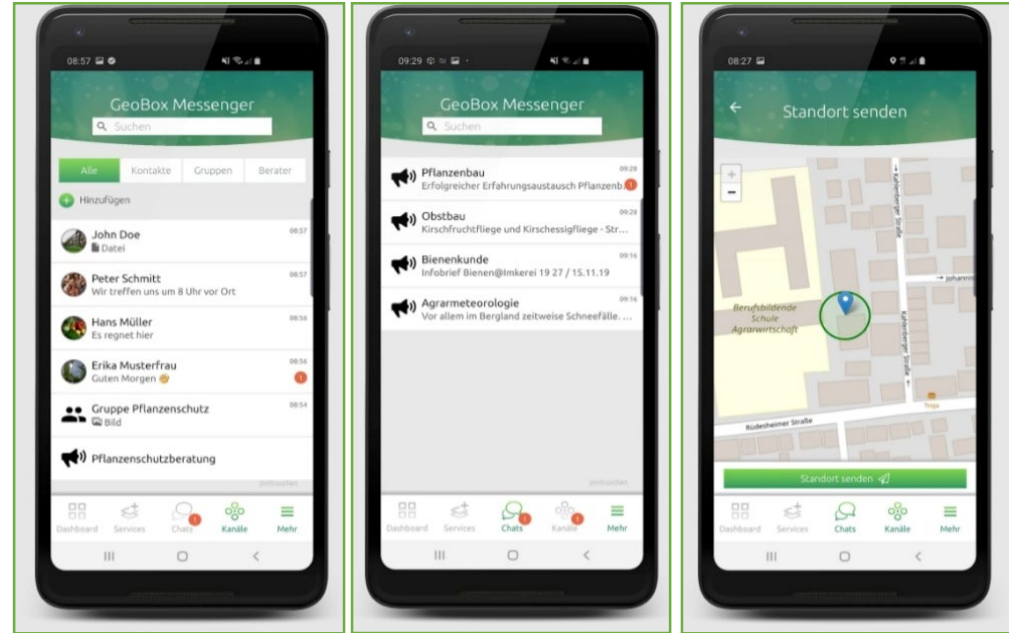 08:57
GeoBox Messenger
Suchen
Alle Kontakte Gruppen Berater
Hinzufügen
John Doe 08:57
Datei
Peter Schmitt 08:57
Wir treffen uns um 8 Uhr vor Ort
Hans Müller 08:56
Es regnet hier
Erika Musterfrau 08:56
Guten Morgen 1
Gruppe Pflanzenschutz 08:54
Bild
Pflanzenschutzberatung
1
Dashboard Services Chats Kanäle Mehr
09:29
GeoBox Messenger
Suchen
Pflanzenbau 09:28
Erfolgreicher Erfahrungsaustausch Pflanzenb... 1
Obstbau 09:28
Kirschfruchtfliege und Kirschessigfliege - Str...
Bienenkunde 09:16
Infobrief Bienen@Imkerei 19 27 / 15.11.19
Agrarmeteorologie 09:16
Vor allem im Bergland zeitweise Schneefälle. ...
1 1
Dashboard Services Chats Kanäle Mehr
08:27
Standort senden
+
-
Kahlenberger Straße
→ Johannis
Berufsbildende
Schule
Agrarwirtschaft
Kahlenberger Straße
Rüdesheimer Straße
Standort senden
Dashboard Services Chats Kanäle Mehr